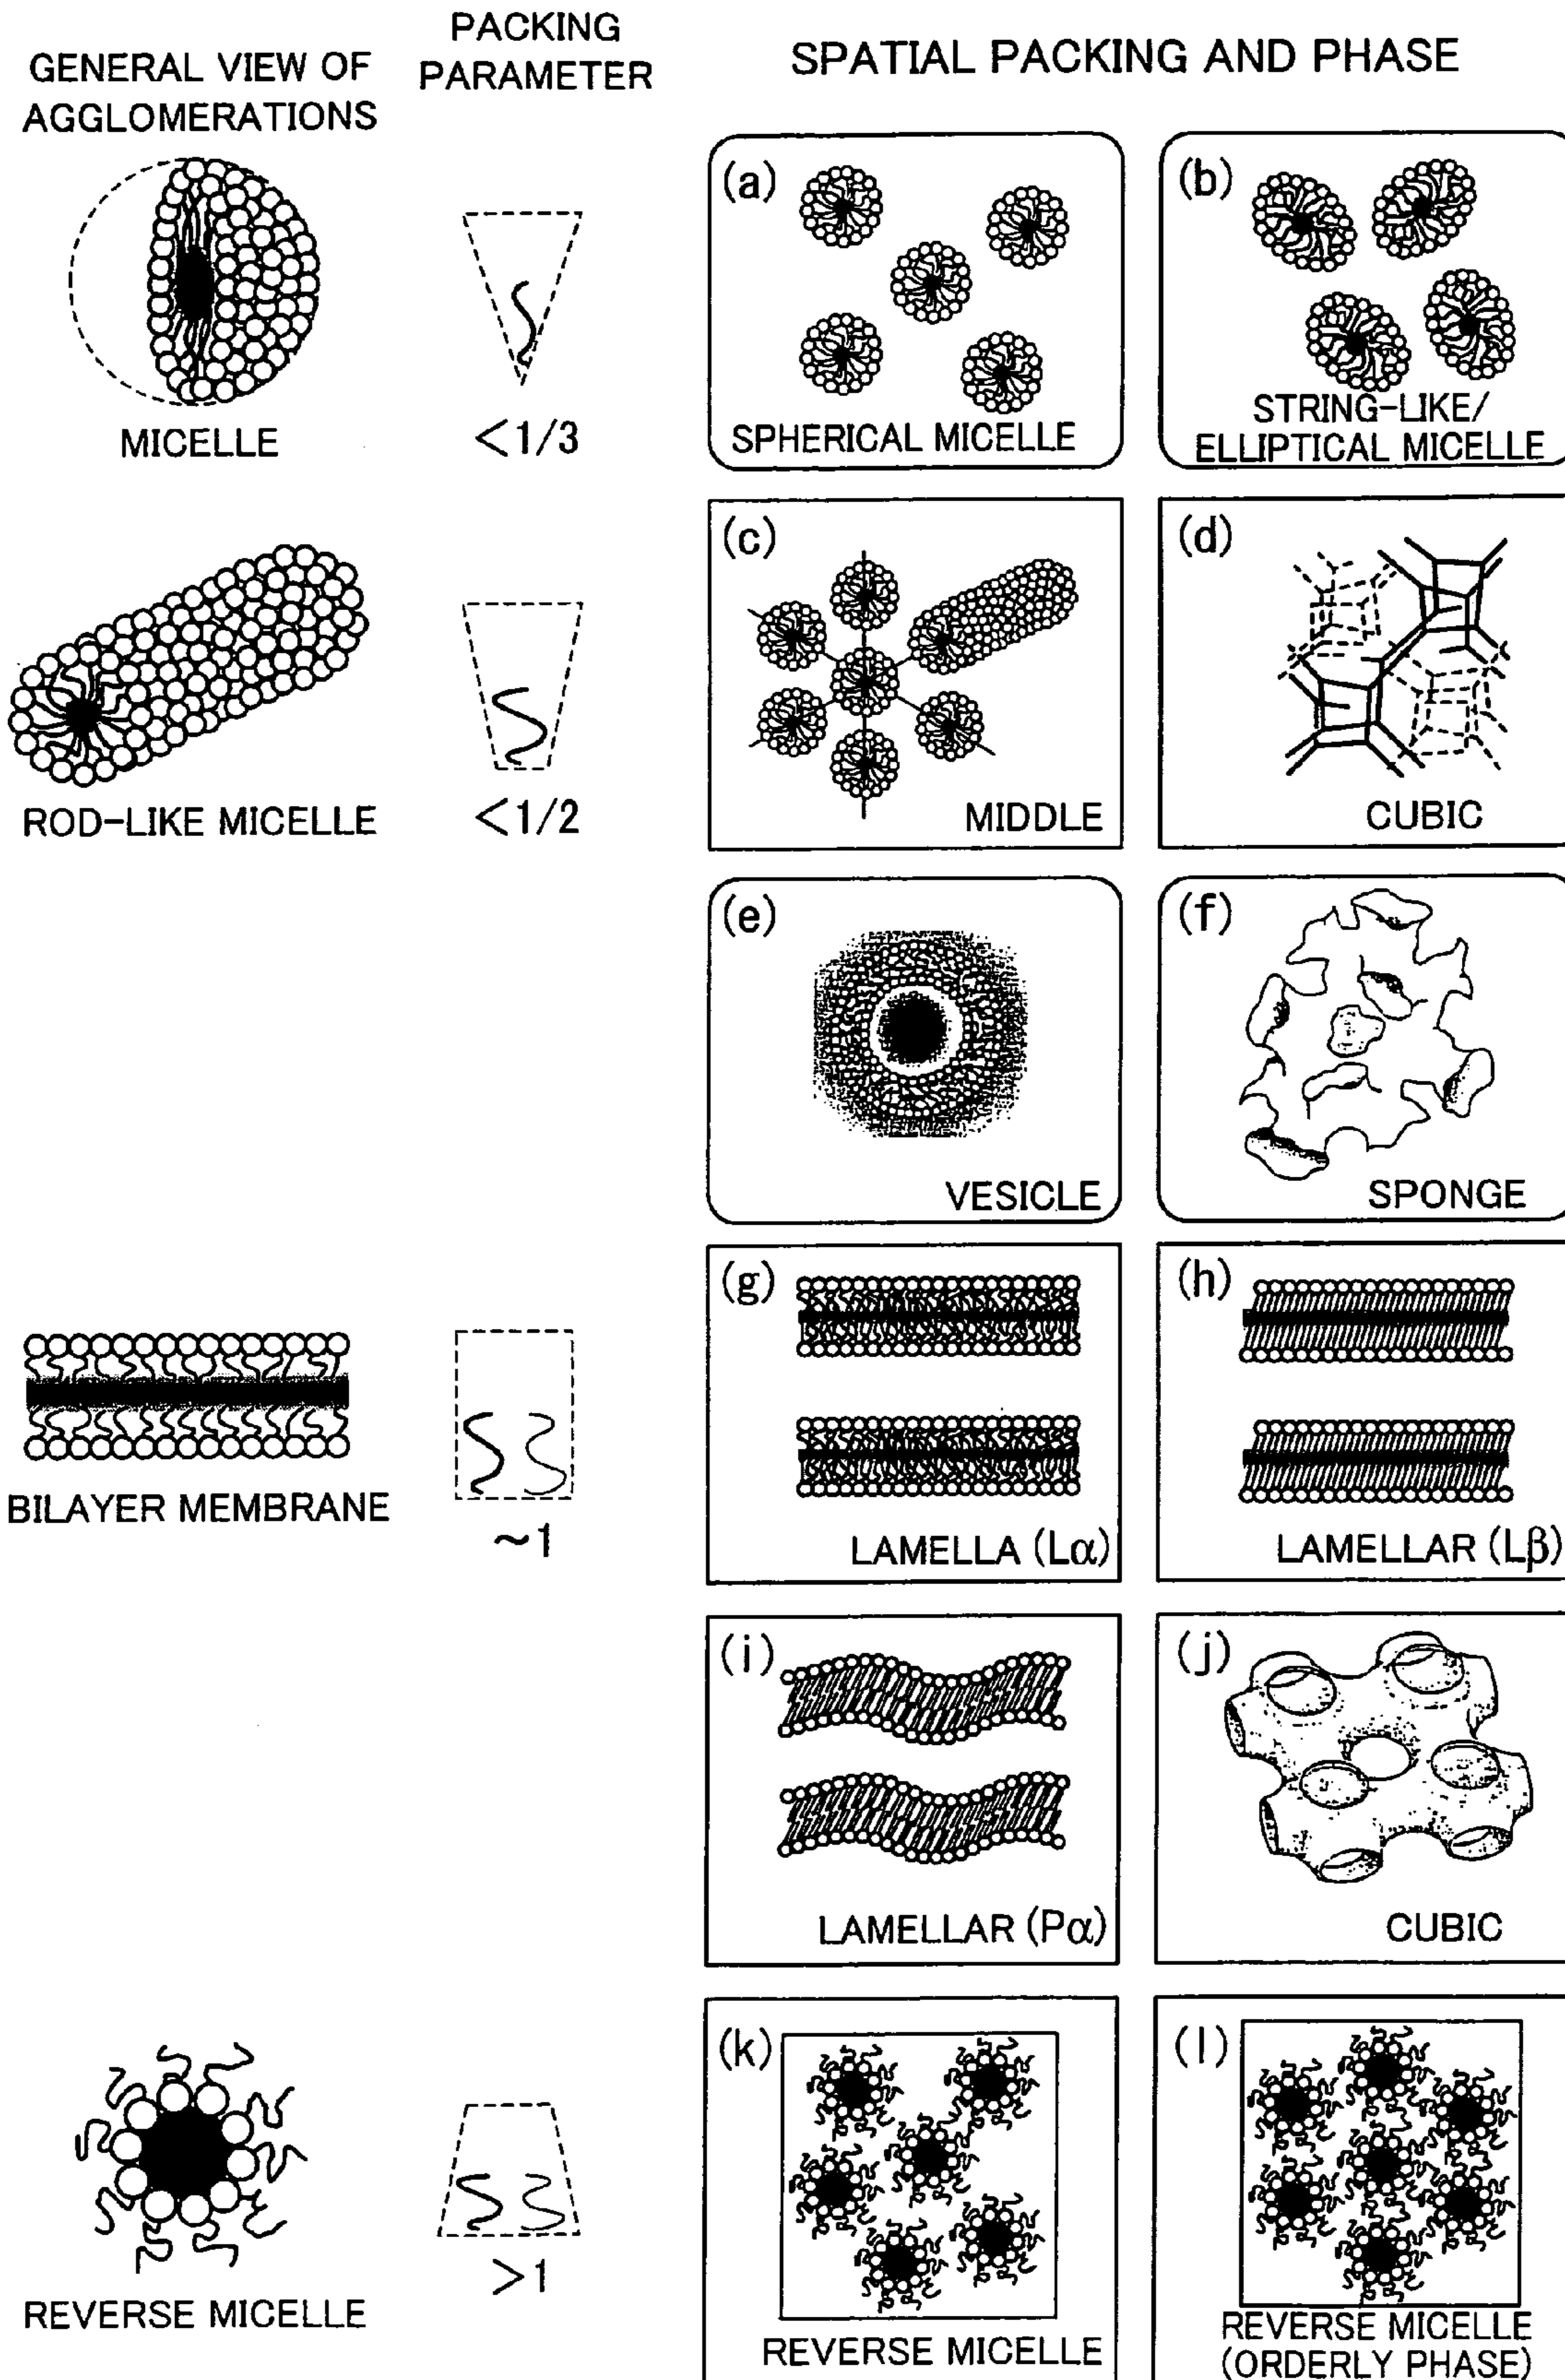 GENERAL VIEW OF
AGGLOMERATIONS
PACKING
PARAMETER
SPATIAL PACKING AND PHASE
MICELLE
<1/3
(a)
SPHERICAL MICELLE
(b)
STRING-LIKE/
ELLIPTICAL MICELLE
ROD-LIKE MICELLE
<1/2
(c)
MIDDLE
(d)
CUBIC
(e)
VESICLE
(f)
SPONGE
BILAYER MEMBRANE
~1
(g)
LAMELLA (Lα)
(h)
LAMELLAR (Lβ)
(i)
LAMELLAR (Pα)
(j)
CUBIC
REVERSE MICELLE
>1
(k)
REVERSE MICELLE
(l)
REVERSE MICELLE
(ORDERLY PHASE)